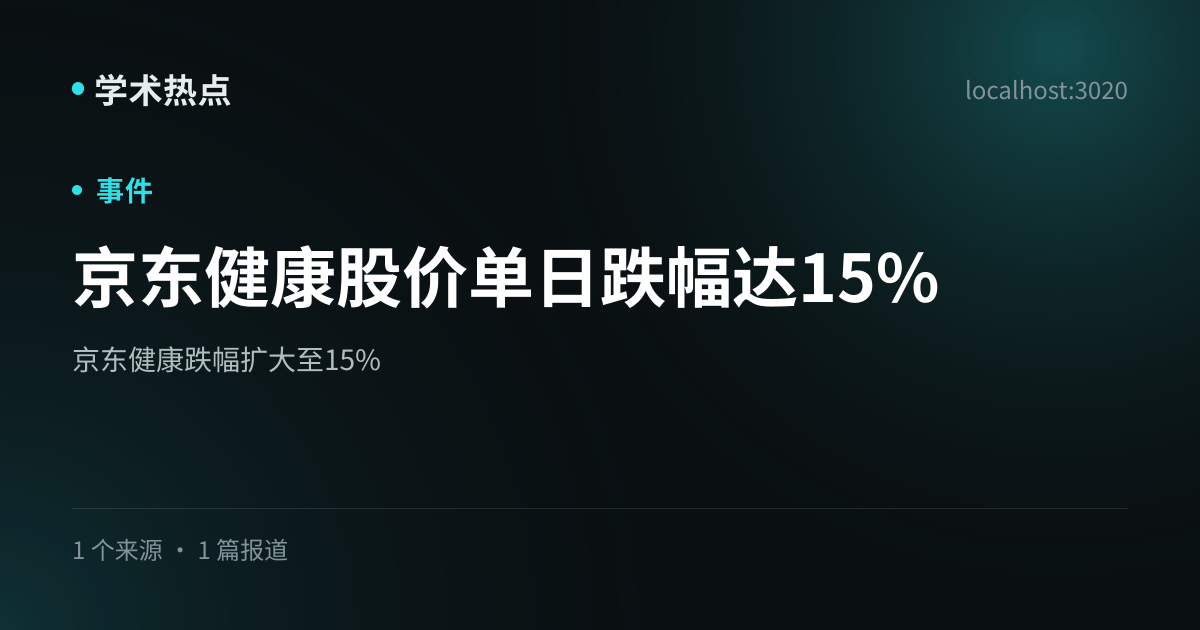 学术热点
localhost:3020
事件
京东健康股价单日跌幅达15%
京东健康跌幅扩大至15%
1 个来源 · 1 篇报道